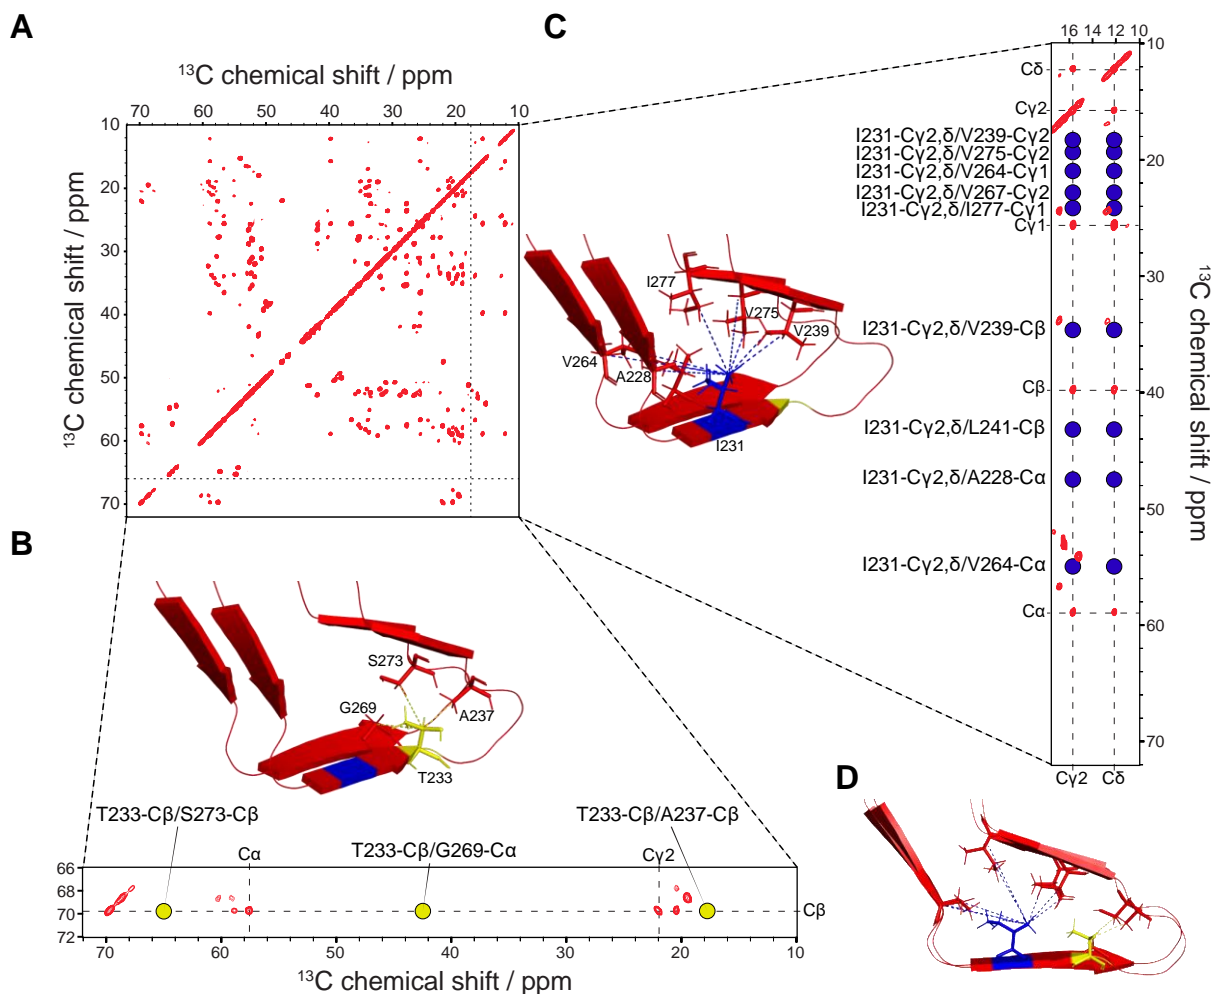 A
¹³C chemical shift / ppm
70 60 50 40 30 20 10
10
20
30
40
50
60
70
¹³C chemical shift / ppm
C
16 14 12 10
10
20
30
40
50
60
70
¹³C chemical shift / ppm
Cδ
Cγ2
I231-Cγ2,δ/V239-Cγ2
I231-Cγ2,δ/V275-Cγ2
I231-Cγ2,δ/V264-Cγ1
I231-Cγ2,δ/V267-Cγ2
I231-Cγ2,δ/I277-Cγ1
Cγ1
I231-Cγ2,δ/V239-Cβ
Cβ
I231-Cγ2,δ/L241-Cβ
I231-Cγ2,δ/A228-Cα
I231-Cγ2,δ/V264-Cα
Cα
Cγ2 Cδ
I277
V275
V239
V264
A228
I231
B
S273
G269
A237
T233
T233-Cβ/S273-Cβ
T233-Cβ/G269-Cα
T233-Cβ/A237-Cβ
Cα
Cγ2
66
68
70
72
Cβ
70 60 50 40 30 20 10
¹³C chemical shift / ppm
D